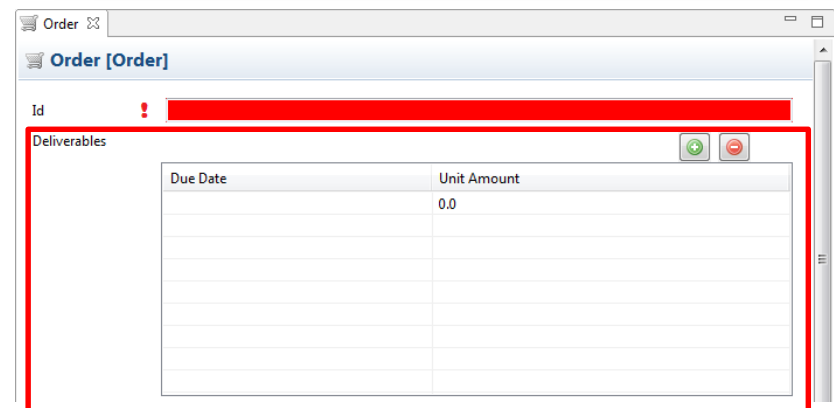 Order
Order [Order]
Id
Deliverables
Due Date Unit Amount
0.0